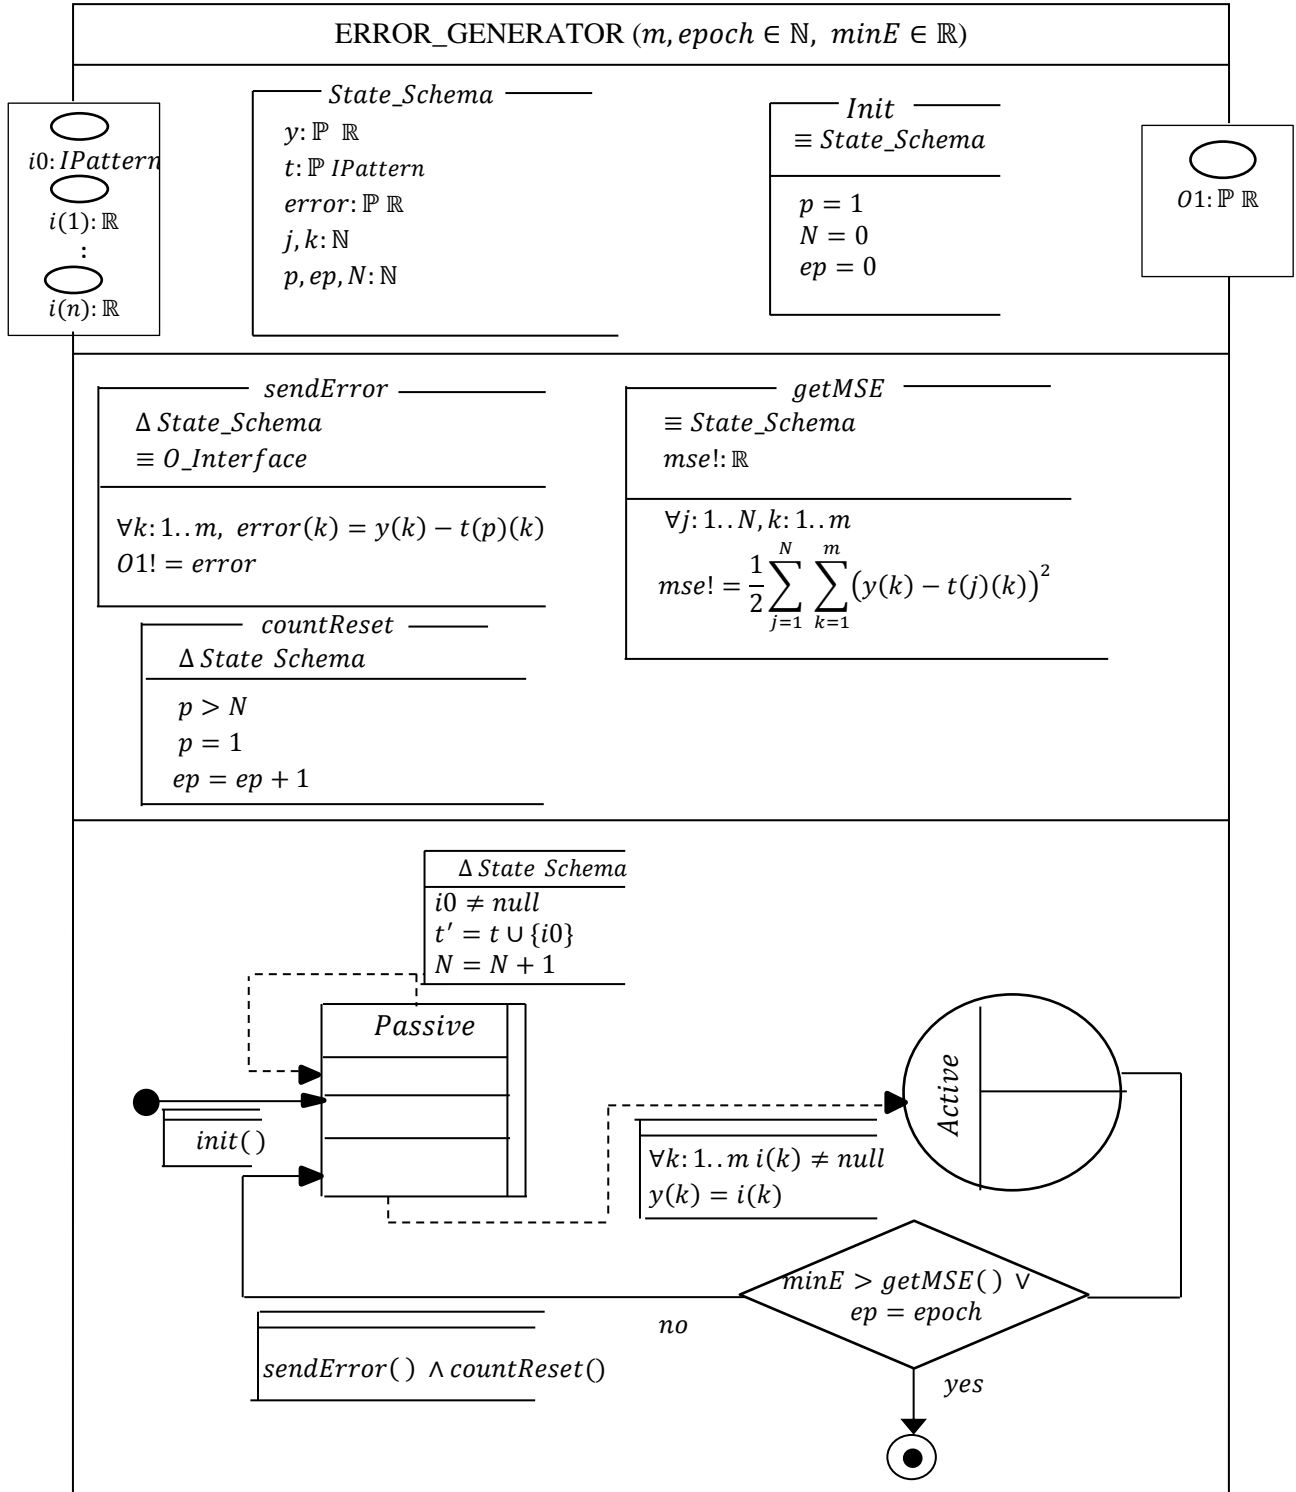 ERROR_GENERATOR (m, epoch ∈ ℕ, minE ∈ ℝ)
i0: IPattern
i(1): ℝ
:
i(n): ℝ
State_Schema
y: ℙ ℝ
t: ℙ IPattern
error: ℙ ℝ
j, k: ℕ
p, ep, N: ℕ
Init
≡ State_Schema
p = 1
N = 0
ep = 0
O1: ℙ ℝ
sendError
Δ State_Schema
≡ O_Interface
∀k: 1..m, error(k) = y(k) − t(p)(k)
O1! = error
getMSE
≡ State_Schema
mse!: ℝ
∀j: 1..N, k: 1..m
mse! = 1/2 ∑_{j=1}^{N} ∑_{k=1}^{m} (y(k) − t(j)(k))²
countReset
Δ State Schema
p > N
p = 1
ep = ep + 1
Δ State Schema
i0 ≠ null
t′ = t ∪ {i0}
N = N + 1
Passive
Active
init( )
∀k: 1..m i(k) ≠ null
y(k) = i(k)
minE > getMSE( ) ∨
ep = epoch
no
sendError( ) ∧ countReset()
yes